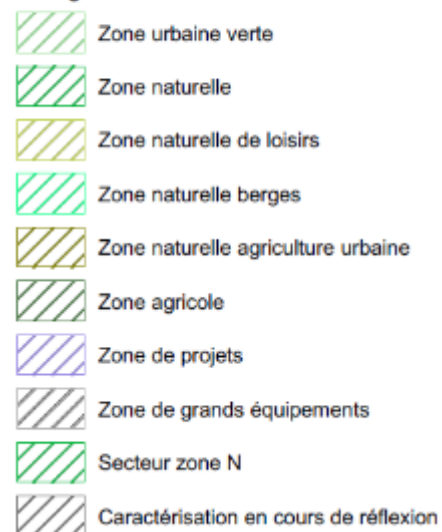 Zone urbaine verte
Zone naturelle
Zone naturelle de loisirs
Zone naturelle berges
Zone naturelle agriculture urbaine
Zone agricole
Zone de projets
Zone de grands équipements
Secteur zone N
Caractérisation en cours de réflexion